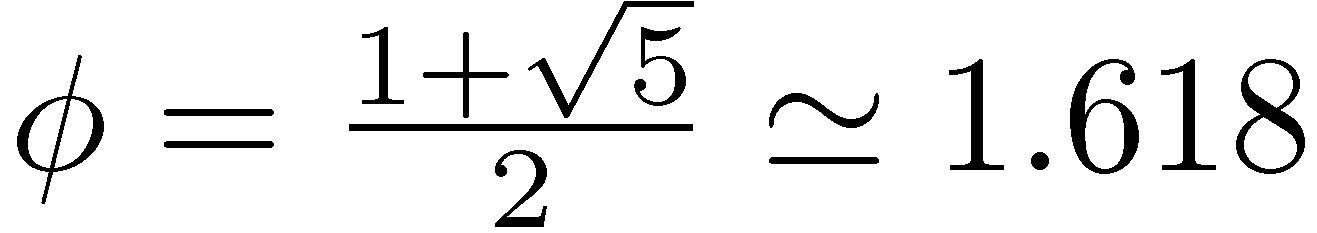 ϕ = (1+√5)/2 ≃ 1.618